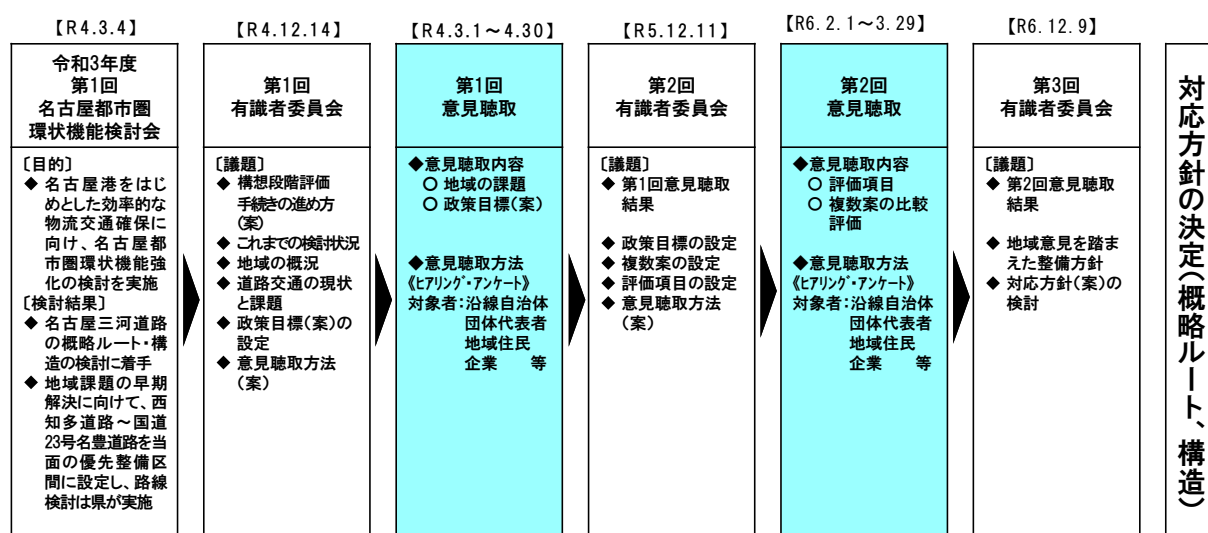 【R4.3.4】
令和3年度
第1回
名古屋都市圏
環状機能検討会
〔目的〕
◆ 名古屋港をはじ
めとした効率的な
物流交通確保に
向け、名古屋都
市圏環状機能強
化の検討を実施
〔検討結果〕
◆ 名古屋三河道路
の概略ルート・構
造の検討に着手
◆ 地域課題の早期
解決に向けて、西
知多道路～国道
23号名豊道路を当
面の優先整備区
間に設定し、路線
検討は県が実施
【R4.12.14】
第1回
有識者委員会
〔議題〕
◆ 構想段階評価
手続きの進め方
(案)
◆ これまでの検討状況
◆ 地域の概況
◆ 道路交通の現状
と課題
◆ 政策目標(案)の
設定
◆ 意見聴取方法
(案)
【R4.3.1～4.30】
第1回
意見聴取
◆意見聴取内容
○ 地域の課題
○ 政策目標(案)
◆意見聴取方法
《ﾋｱﾘﾝｸﾞ・ｱﾝｹｰﾄ》
対象者：沿線自治体
団体代表者
地域住民
企業 等
【R5.12.11】
第2回
有識者委員会
〔議題〕
◆ 第1回意見聴取
結果
◆ 政策目標の設定
◆ 複数案の設定
◆ 評価項目の設定
◆ 意見聴取方法
(案)
【R6.2.1～3.29】
第2回
意見聴取
◆意見聴取内容
○ 評価項目
○ 複数案の比較
評価
◆意見聴取方法
《ﾋｱﾘﾝｸﾞ・ｱﾝｹｰﾄ》
対象者：沿線自治体
団体代表者
地域住民
企業 等
【R6.12.9】
第3回
有識者委員会
〔議題〕
◆ 第2回意見聴取
結果
◆ 地域意見を踏ま
えた整備方針
◆ 対応方針(案)の
検討
対応方針の決定(概略ルート、構造)